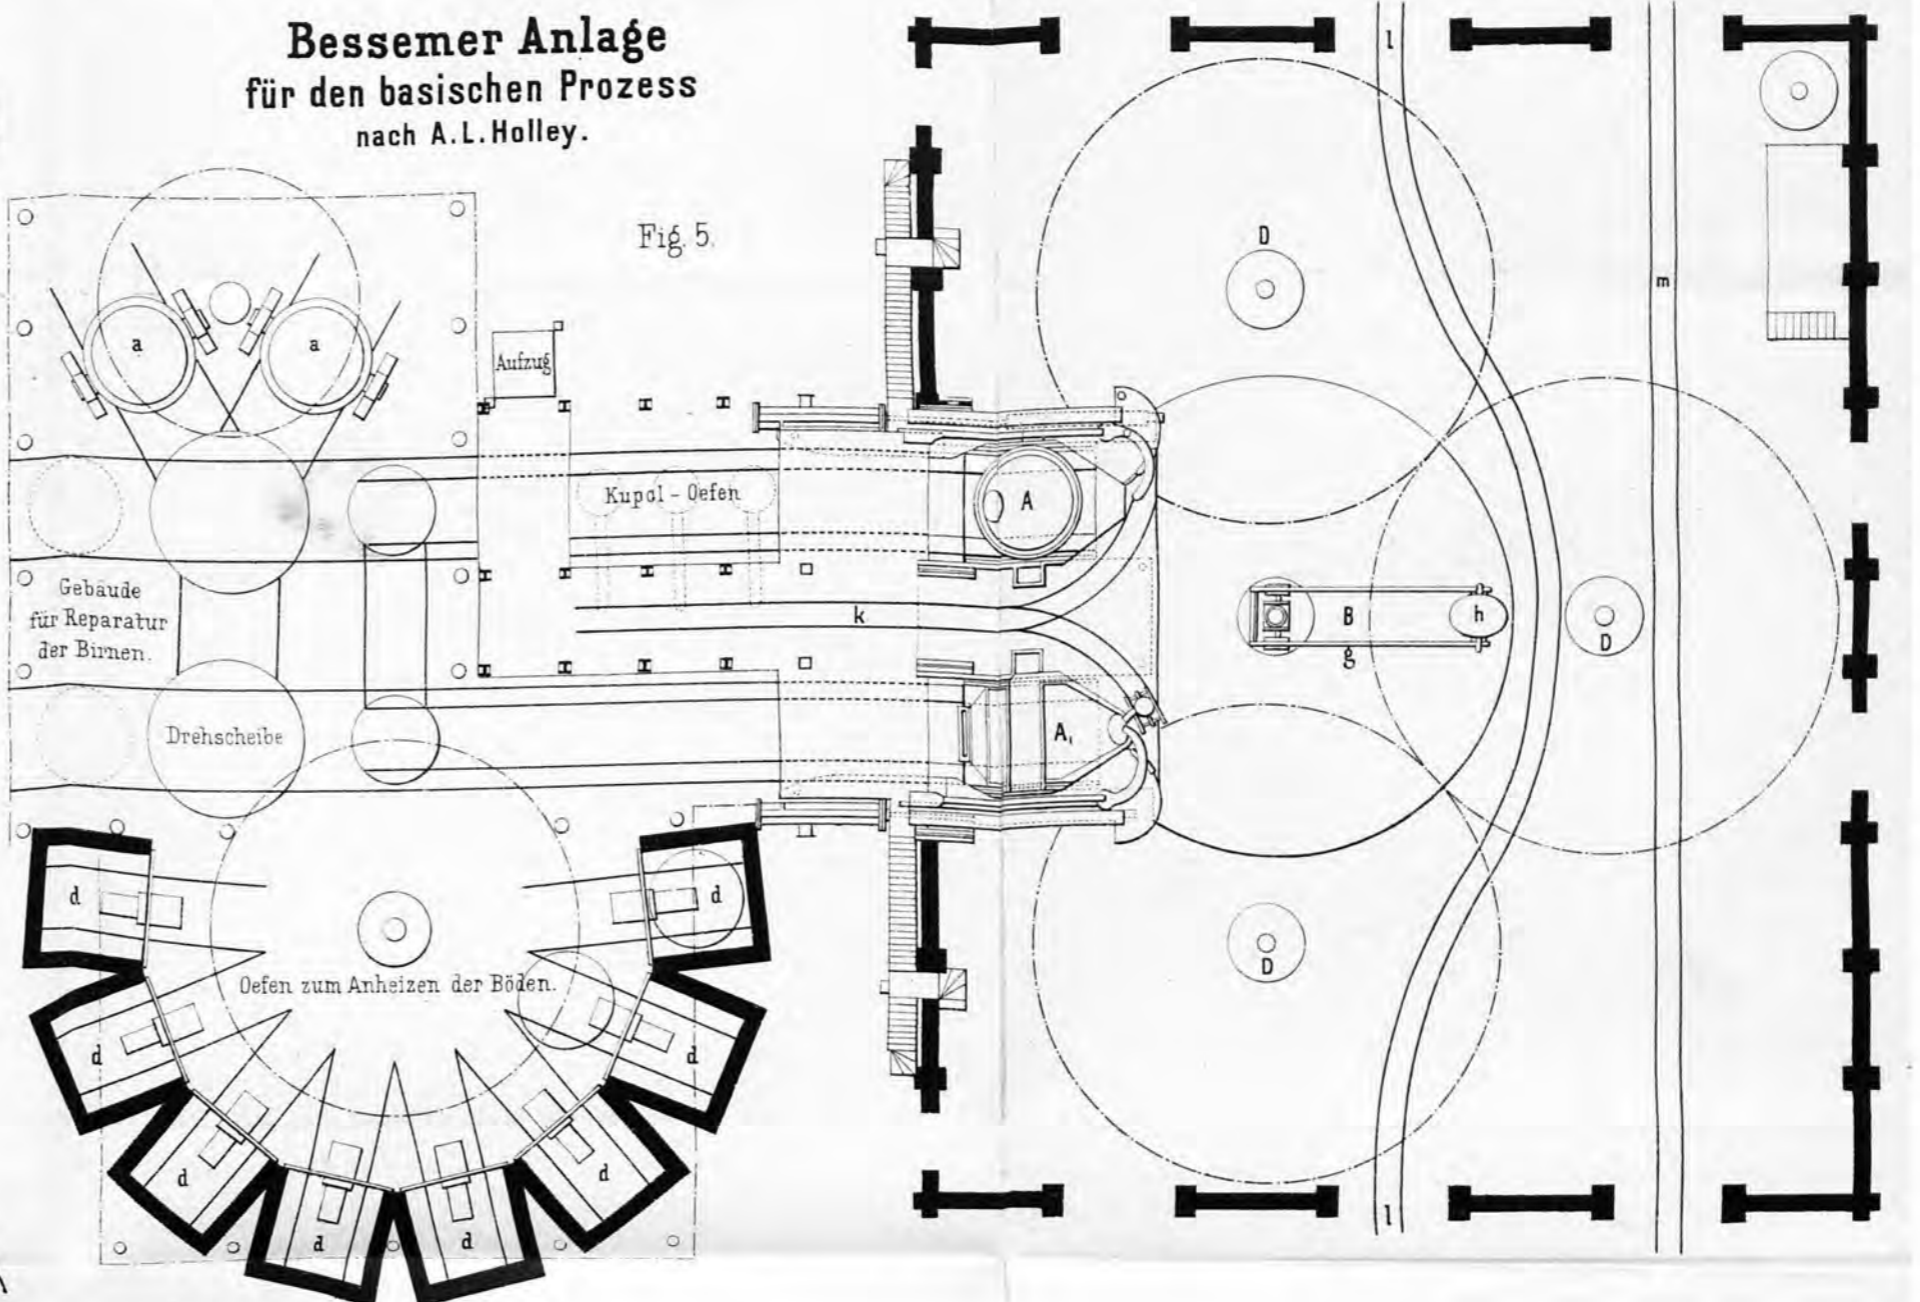 Bessemer Anlage
für den basischen Prozess
nach A.L. Holley.
Fig. 5.
l
D
m
a
a
Aufzug
Kupol-Oefen
A
Gebäude
für Reparatur
der Birnen.
k
B
h
g
D
Drehscheibe
A,
d
d
Oefen zum Anheizen der Böden.
D
d
d
d
d
d
d
l